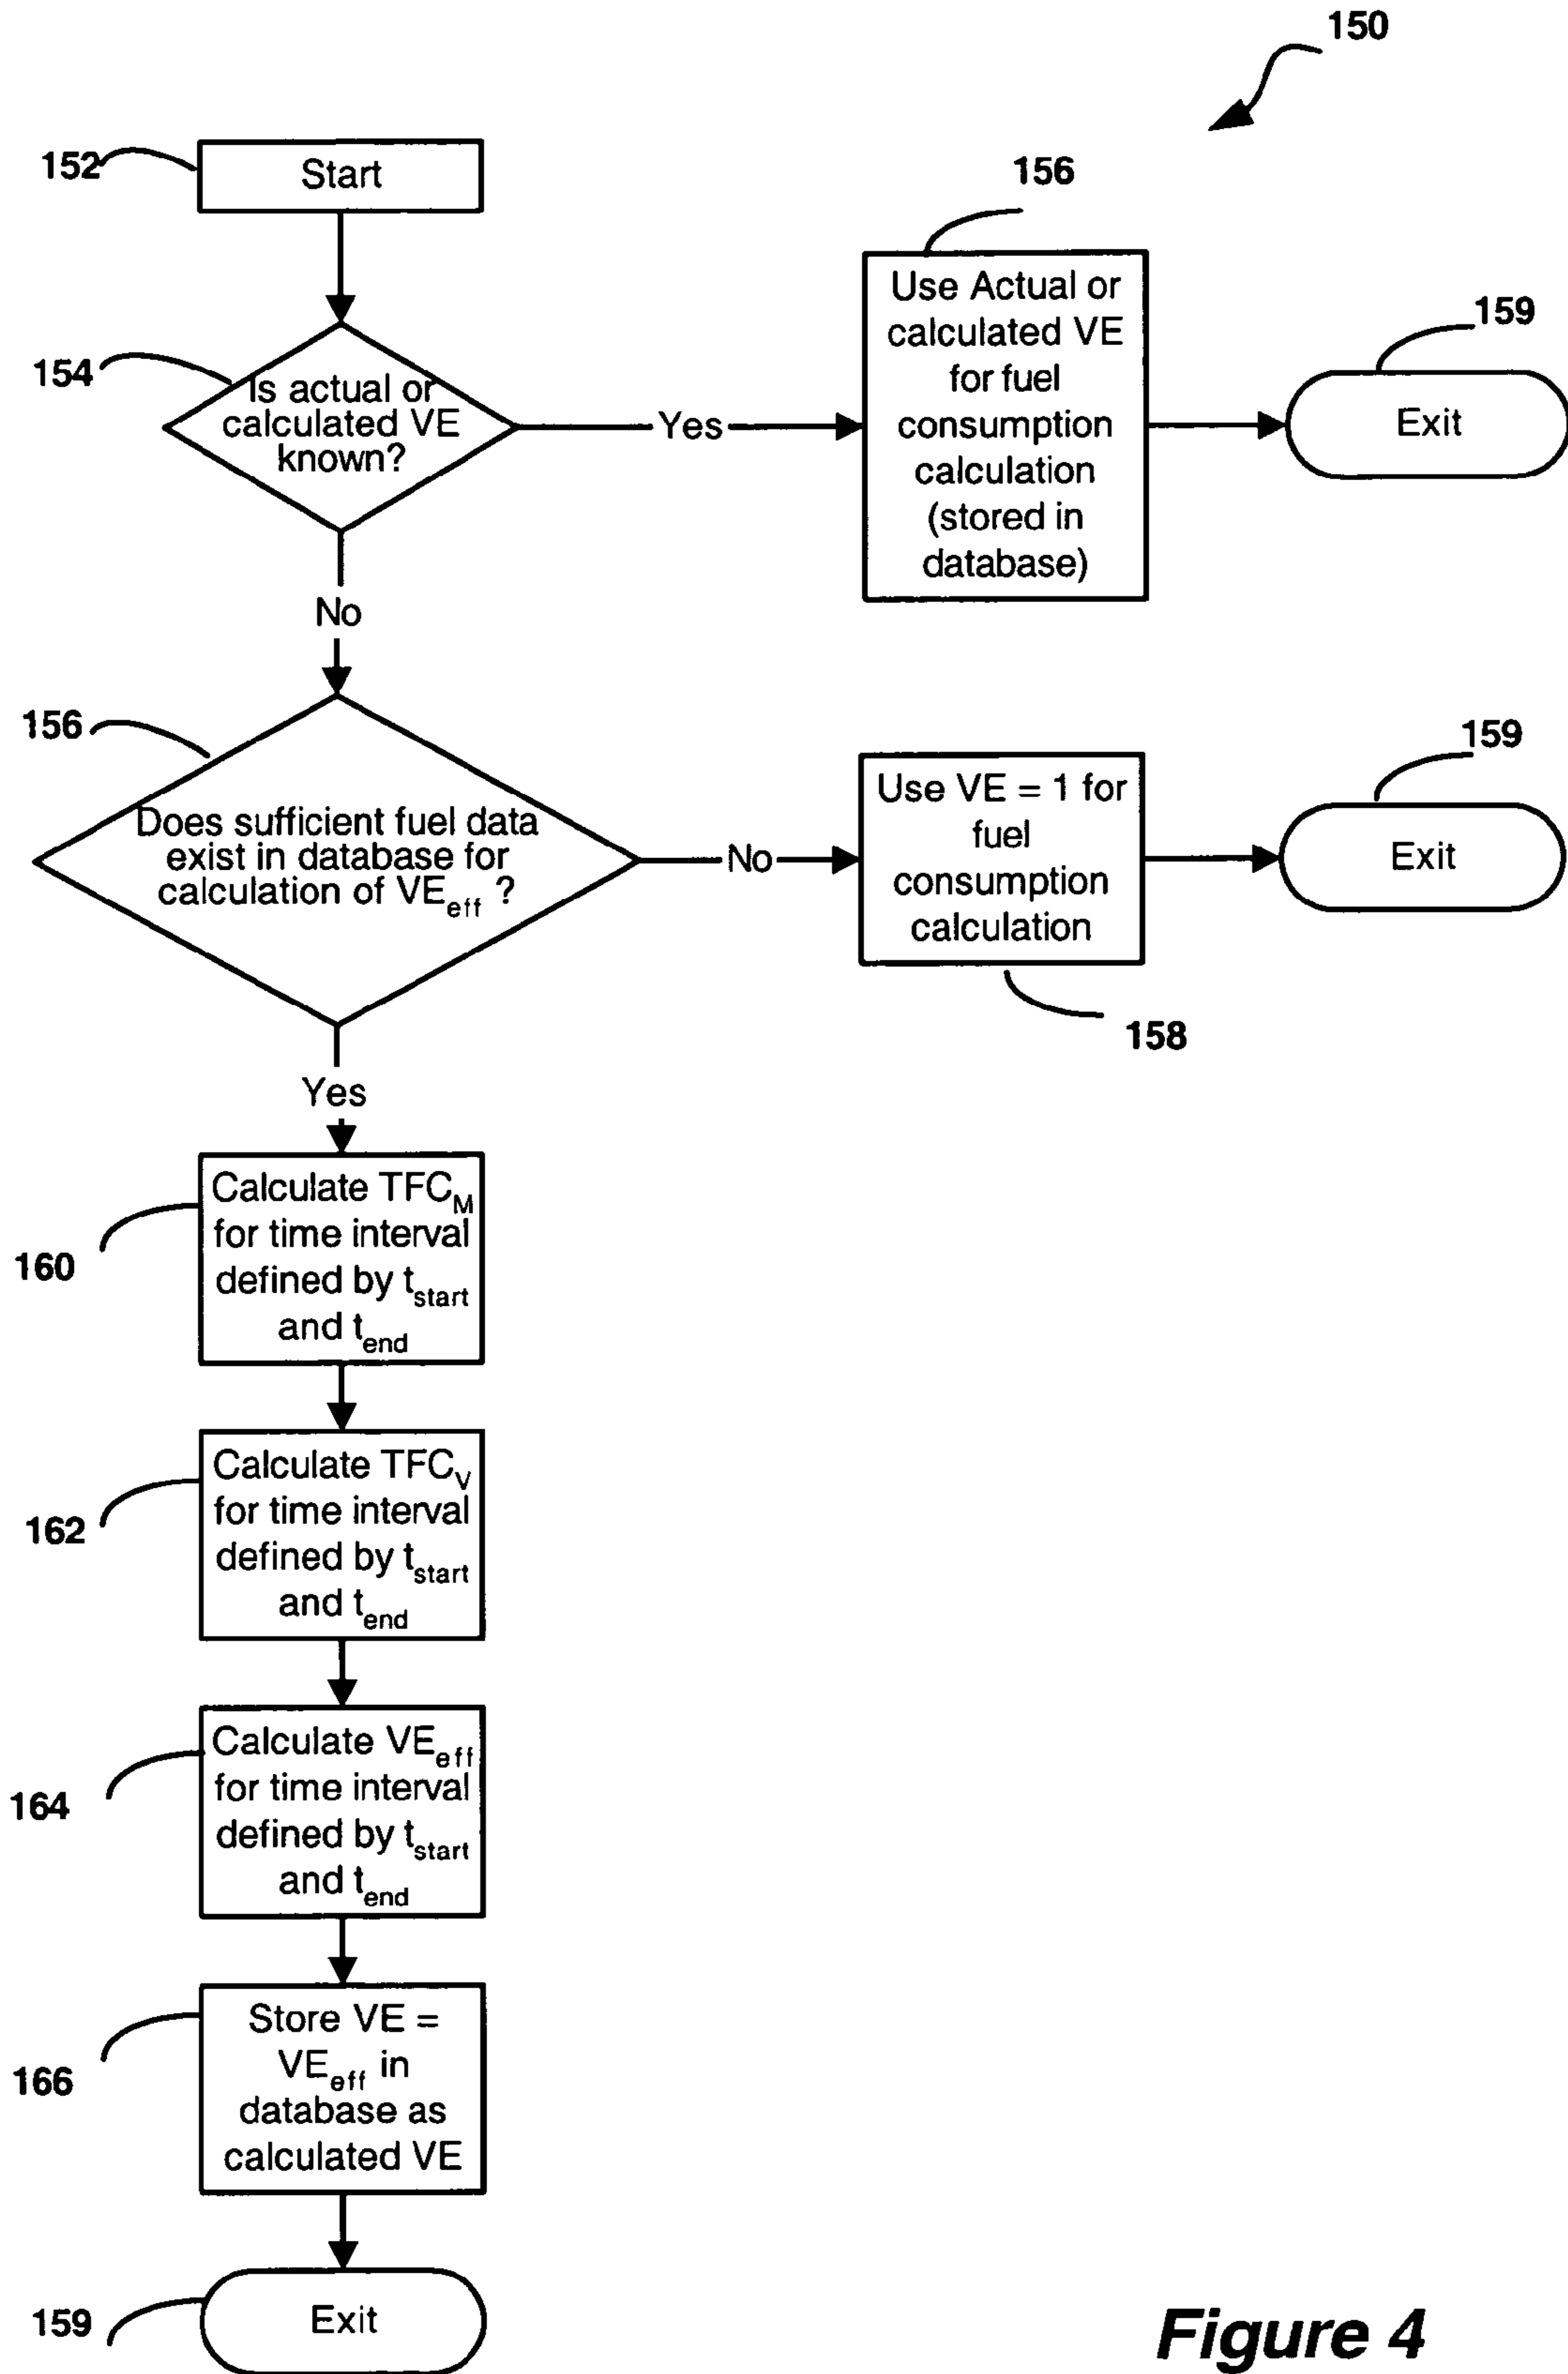 150
152
Start
156
Use Actual or
calculated VE
for fuel
consumption
calculation
(stored in
database)
159
Exit
154
Is actual or
calculated VE
known?
Yes
No
156
Does sufficient fuel data
exist in database for
calculation of VEeff ?
No
Use VE = 1 for
fuel
consumption
calculation
158
159
Exit
Yes
160
Calculate TFCM
for time interval
defined by tstart
and tend
162
Calculate TFCV
for time interval
defined by tstart
and tend
164
Calculate VEeff
for time interval
defined by tstart
and tend
166
Store VE =
VEeff in
database as
calculated VE
159
Exit
Figure 4